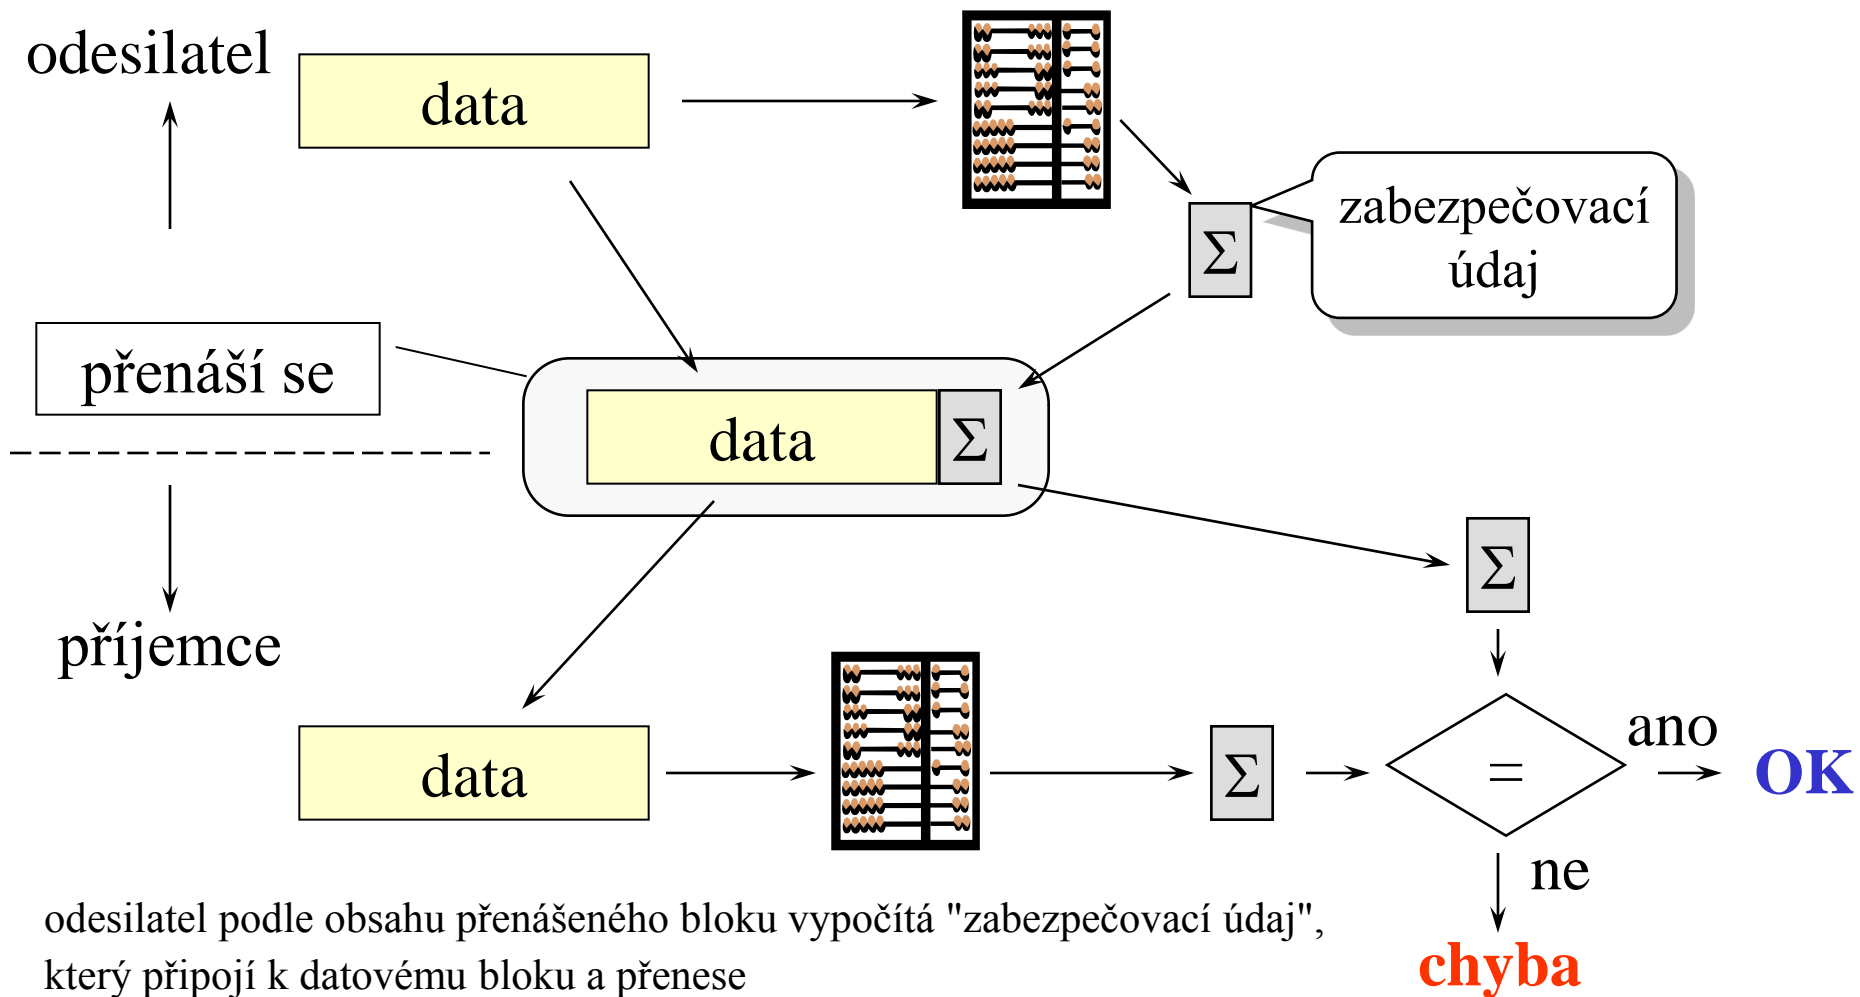 odesilatel
data
Σ
zabezpečovací
údaj
přenáší se
data
Σ
Σ
příjemce
data
Σ
=
ano
OK
ne
chyba
odesilatel podle obsahu přenášeného bloku vypočítá "zabezpečovací údaj",
který připojí k datovému bloku a přenese